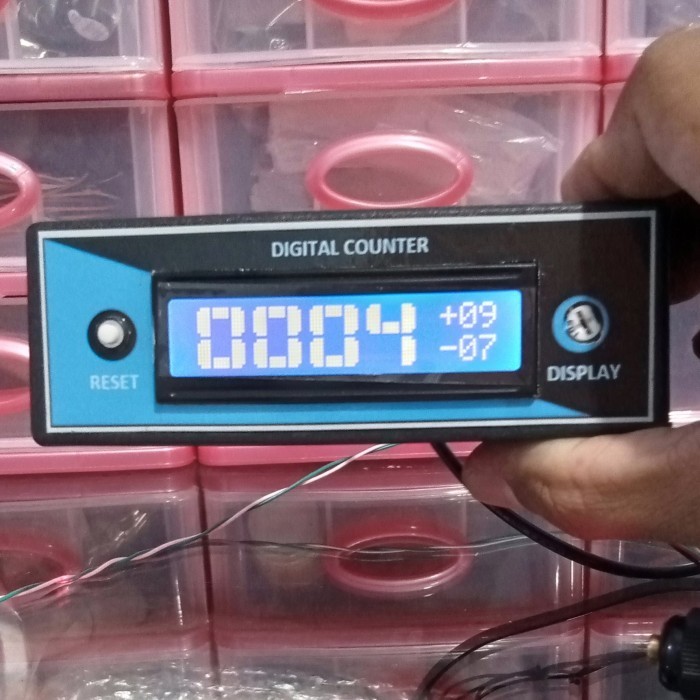 DIGITAL COUNTER
0004
+09
-07
RESET
DISPLAY